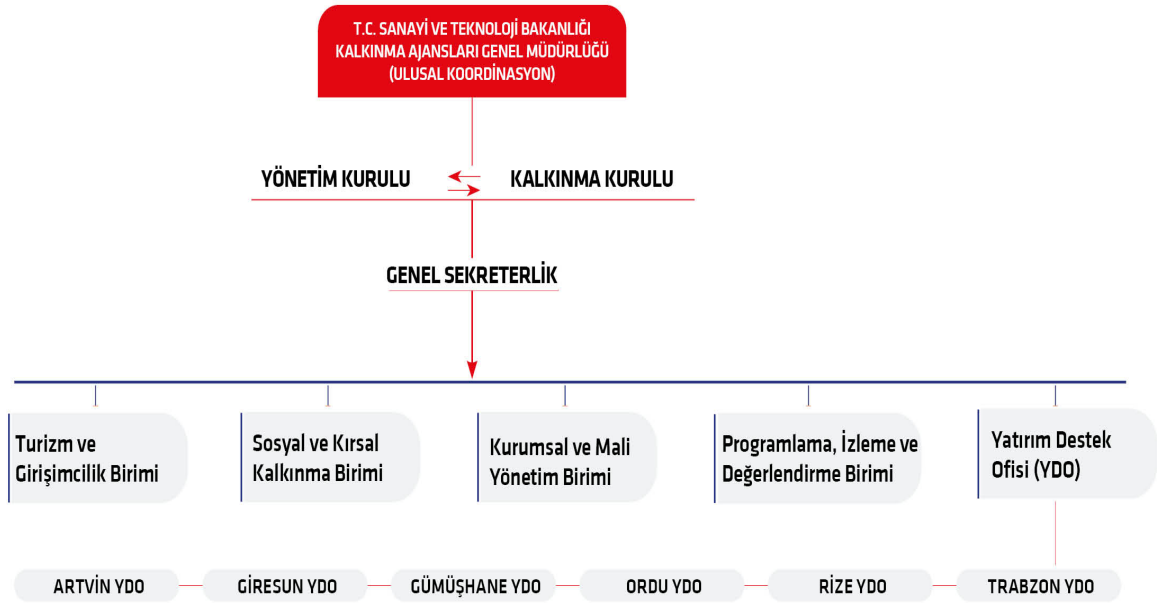 T.C. SANAYİ VE TEKNOLOJİ BAKANLIĞI
KALKINMA AJANSLARI GENEL MÜDÜRLÜĞÜ
(ULUSAL KOORDİNASYON)
YÖNETİM KURULU
KALKINMA KURULU
GENEL SEKRETERLİK
Turizm ve
Girişimcilik Birimi
Sosyal ve Kırsal
Kalkınma Birimi
Kurumsal ve Mali
Yönetim Birimi
Programlama, İzleme ve
Değerlendirme Birimi
Yatırım Destek
Ofisi (YDO)
ARTVİN YDO
GİRESUN YDO
GÜMÜŞHANE YDO
ORDU YDO
RİZE YDO
TRABZON YDO